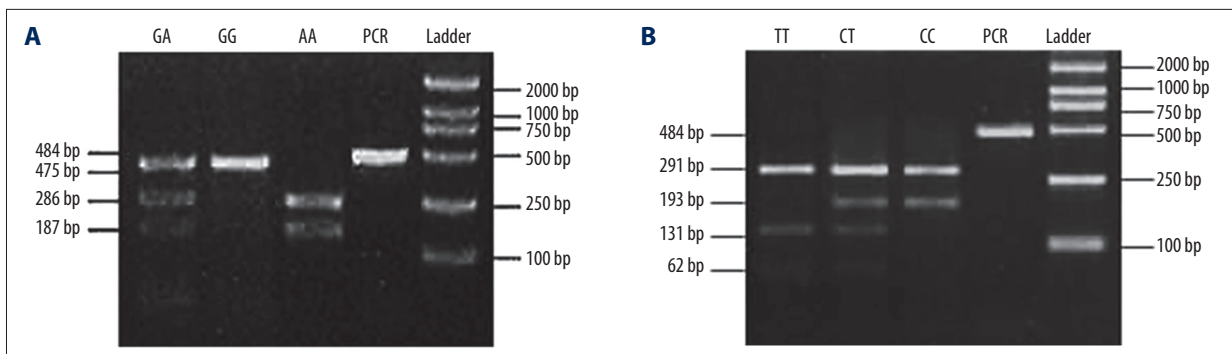 A
GA GG AA PCR Ladder
484 bp
475 bp
286 bp
187 bp
2000 bp
1000 bp
750 bp
500 bp
250 bp
100 bp
B
TT CT CC PCR Ladder
484 bp
291 bp
193 bp
131 bp
62 bp
2000 bp
1000 bp
750 bp
500 bp
250 bp
100 bp